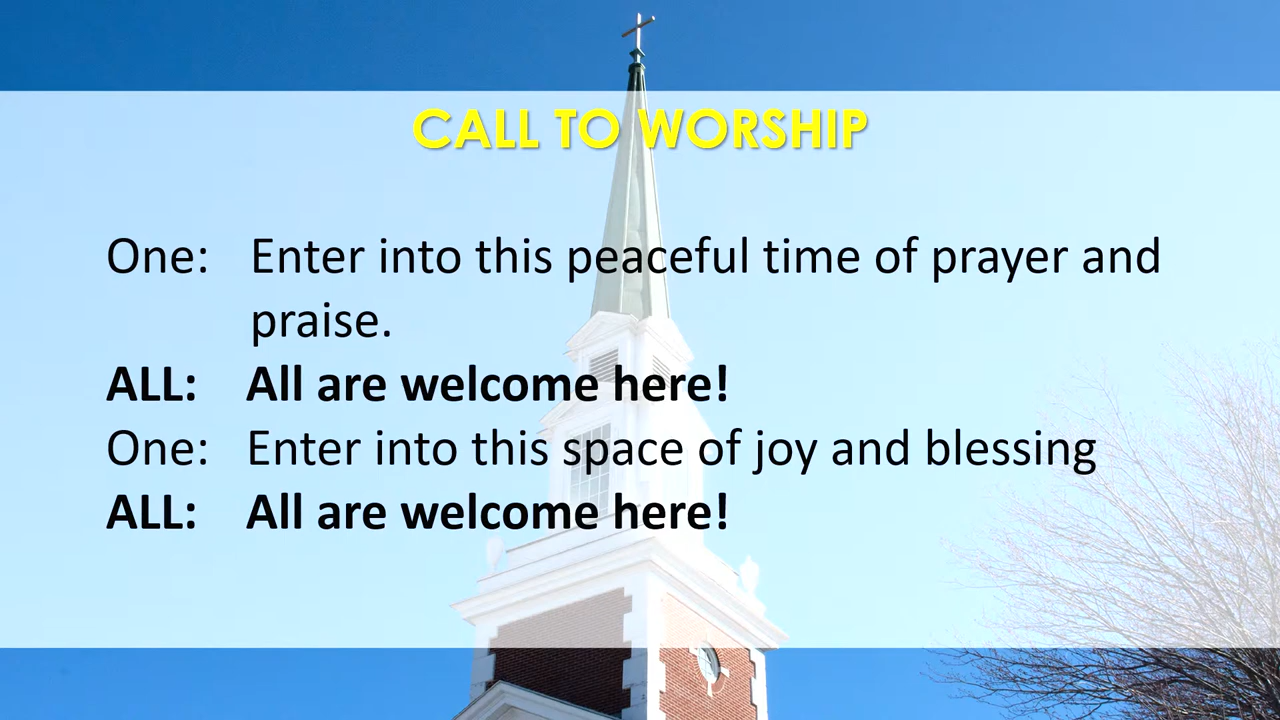 CALL TO WORSHIP
One: Enter into this peaceful time of prayer and
praise.
ALL: All are welcome here!
One: Enter into this space of joy and blessing
ALL: All are welcome here!